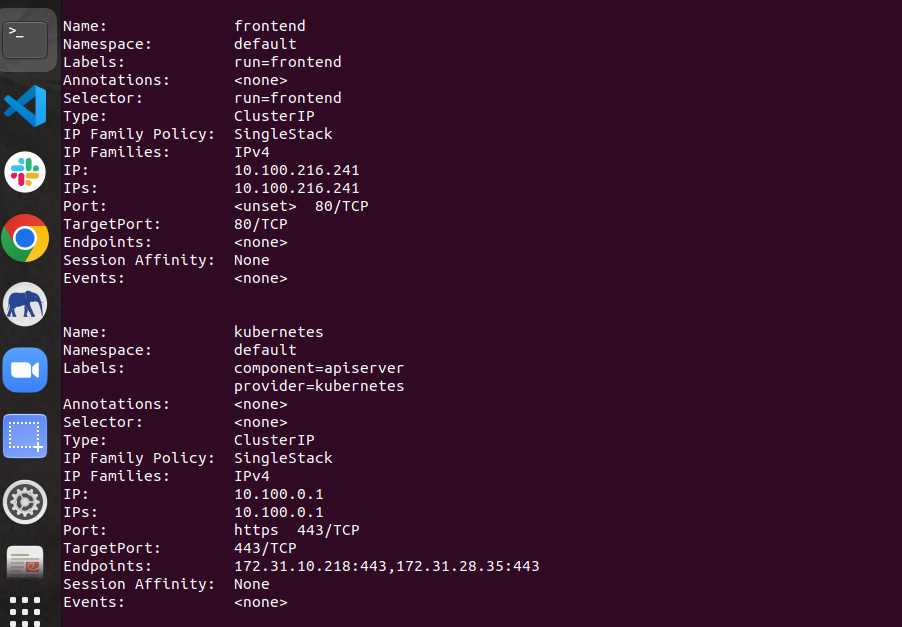 Name: frontend
Namespace: default
Labels: run=frontend
Annotations: <none>
Selector: run=frontend
Type: ClusterIP
IP Family Policy: SingleStack
IP Families: IPv4
IP: 10.100.216.241
IPs: 10.100.216.241
Port: <unset> 80/TCP
TargetPort: 80/TCP
Endpoints: <none>
Session Affinity: None
Events: <none>
Name: kubernetes
Namespace: default
Labels: component=apiserver
provider=kubernetes
Annotations: <none>
Selector: <none>
Type: ClusterIP
IP Family Policy: SingleStack
IP Families: IPv4
IP: 10.100.0.1
IPs: 10.100.0.1
Port: https 443/TCP
TargetPort: 443/TCP
Endpoints: 172.31.10.218:443,172.31.28.35:443
Session Affinity: None
Events: <none>